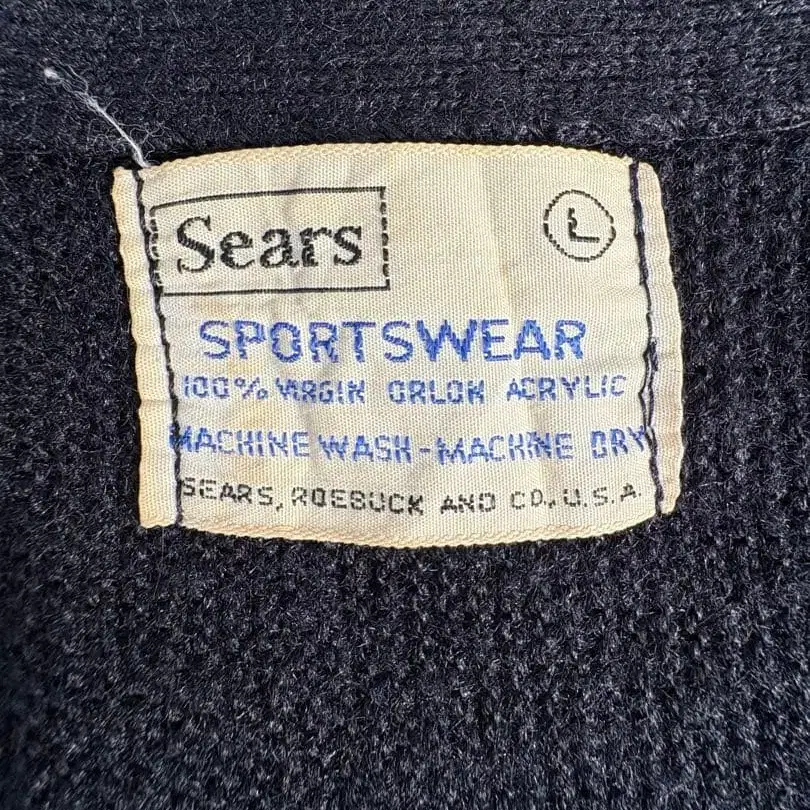 Sears
L
SPORTSWEAR
100% VIRGIN ORLON ACRYLIC
MACHINE WASH-MACHINE DRY
SEARS, ROEBUCK AND CO., U.S.A.